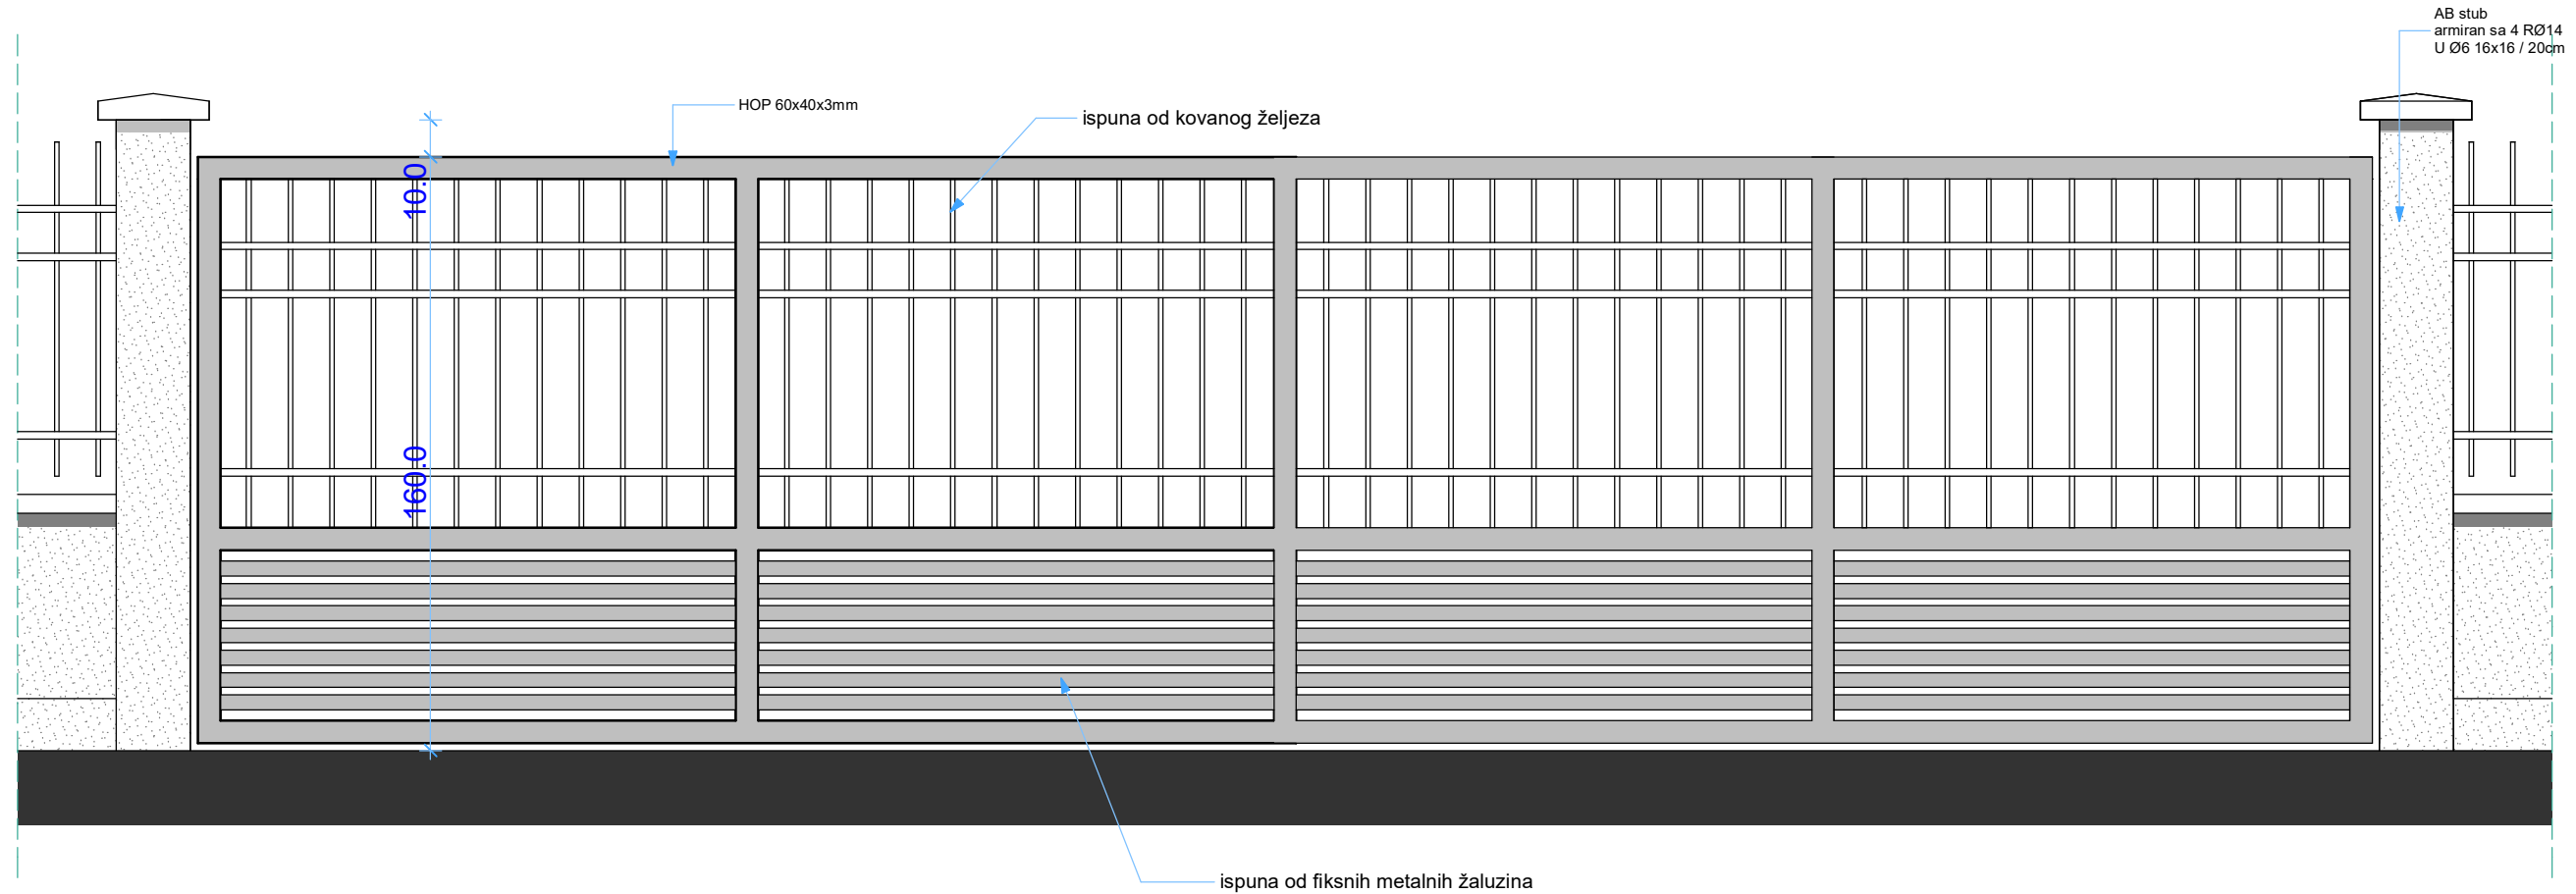 AB stub
armiran sa 4 RØ14
U Ø6 16x16 / 20cm
HOP 60x40x3mm
ispuna od kovanog željeza
10.0
160.0
ispuna od fiksnih metalnih žaluzina